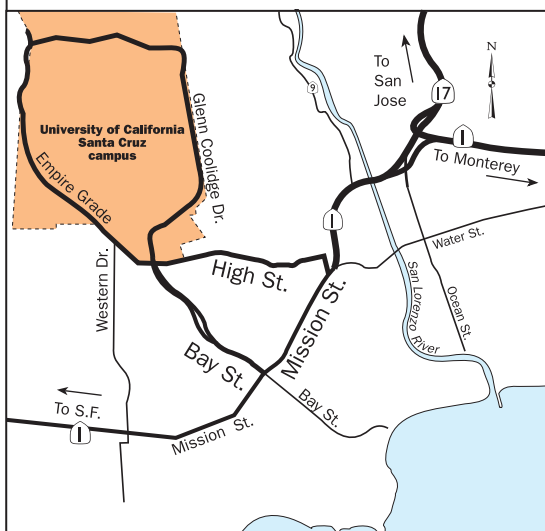 To
San
Jose
N
9
17
1
To Monterey
University of California
Santa Cruz
campus
Glenn Coolidge Dr.
Empire Grade
1
Water St.
High St.
Western Dr.
Mission St.
San Lorenzo
River
Ocean St.
Bay St.
Bay St.
To S.F.
1
Mission St.